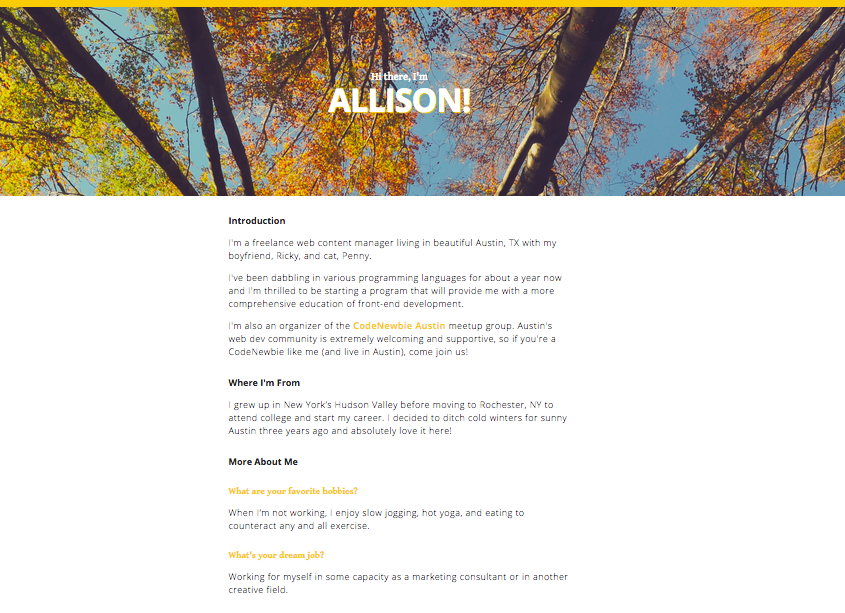 Hi there, I'm
ALLISON!
Introduction
I'm a freelance web content manager living in beautiful Austin, TX with my
boyfriend, Ricky, and cat, Penny.
I've been dabbling in various programming languages for about a year now
and I'm thrilled to be starting a program that will provide me with a more
comprehensive education of front-end development.
I'm also an organizer of the CodeNewbie Austin meetup group. Austin's
web dev community is extremely welcoming and supportive, so if you're a
CodeNewbie like me (and live in Austin), come join us!
Where I'm From
I grew up in New York's Hudson Valley before moving to Rochester, NY to
attend college and start my career. I decided to ditch cold winters for sunny
Austin three years ago and absolutely love it here!
More About Me
What are your favorite hobbies?
When I'm not working, I enjoy slow jogging, hot yoga, and eating to
counteract any and all exercise.
What's your dream job?
Working for myself in some capacity as a marketing consultant or in another
creative field.